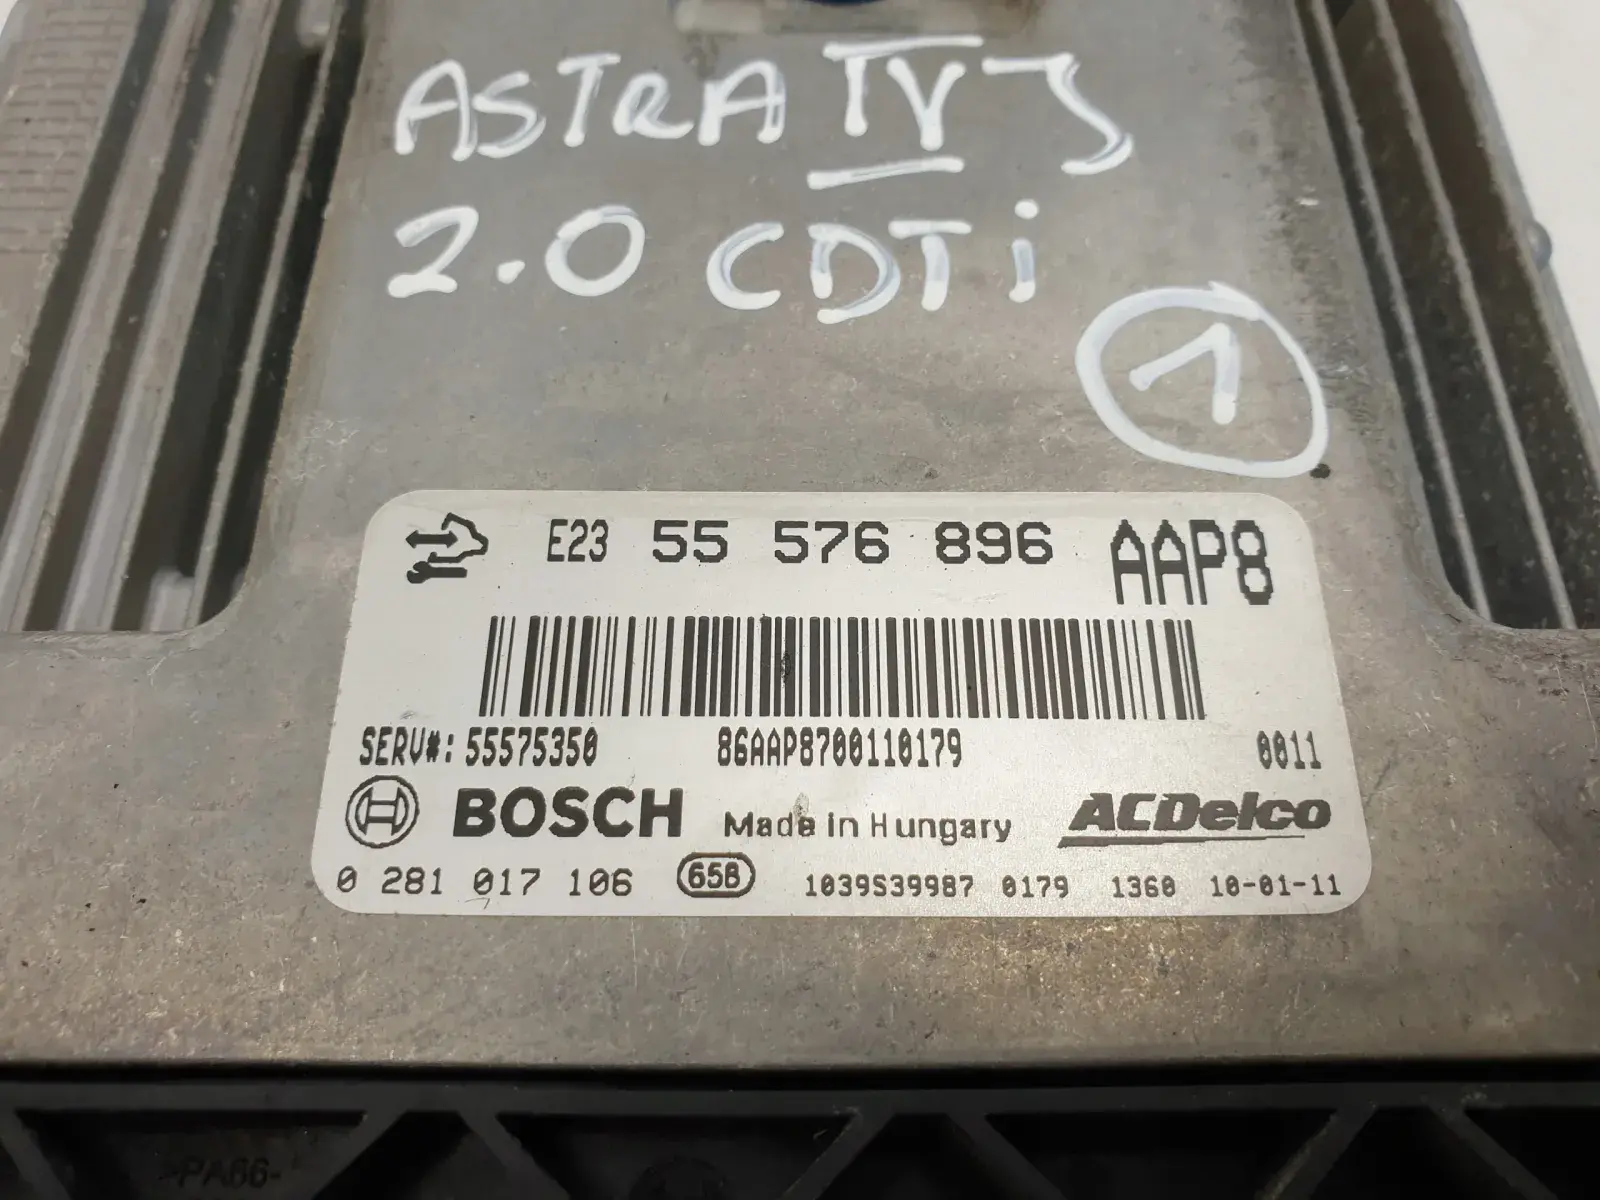 ASTRA IV J
2.0 CDTi
1
E23 55 576 896 AAP8
SERV#: 55575350 86AAP8700110179 0011
BOSCH Made in Hungary ACDelco
0 281 017 106 65B 1039S39987 0179 1360 10-01-11
-PA66-